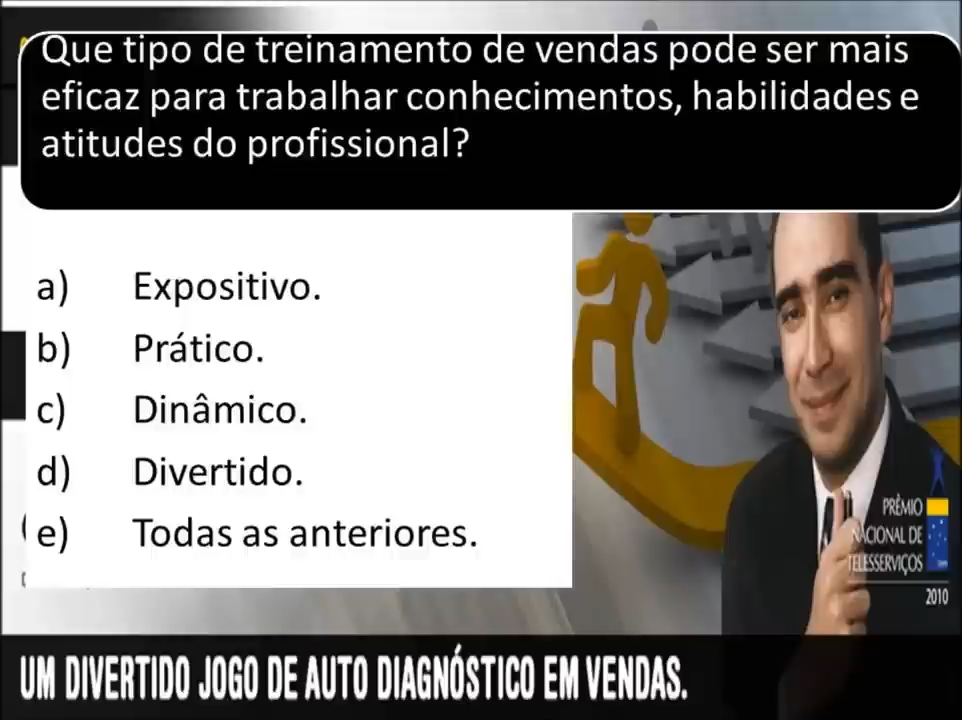 Que tipo de treinamento de vendas pode ser mais
eficaz para trabalhar conhecimentos, habilidades e
atitudes do profissional?
a) Expositivo.
b) Prático.
c) Dinâmico.
d) Divertido.
e) Todas as anteriores.
PRÊMIO
NACIONAL DE
TELESSERVIÇOS
2010
UM DIVERTIDO JOGO DE AUTO DIAGNÓSTICO EM VENDAS.